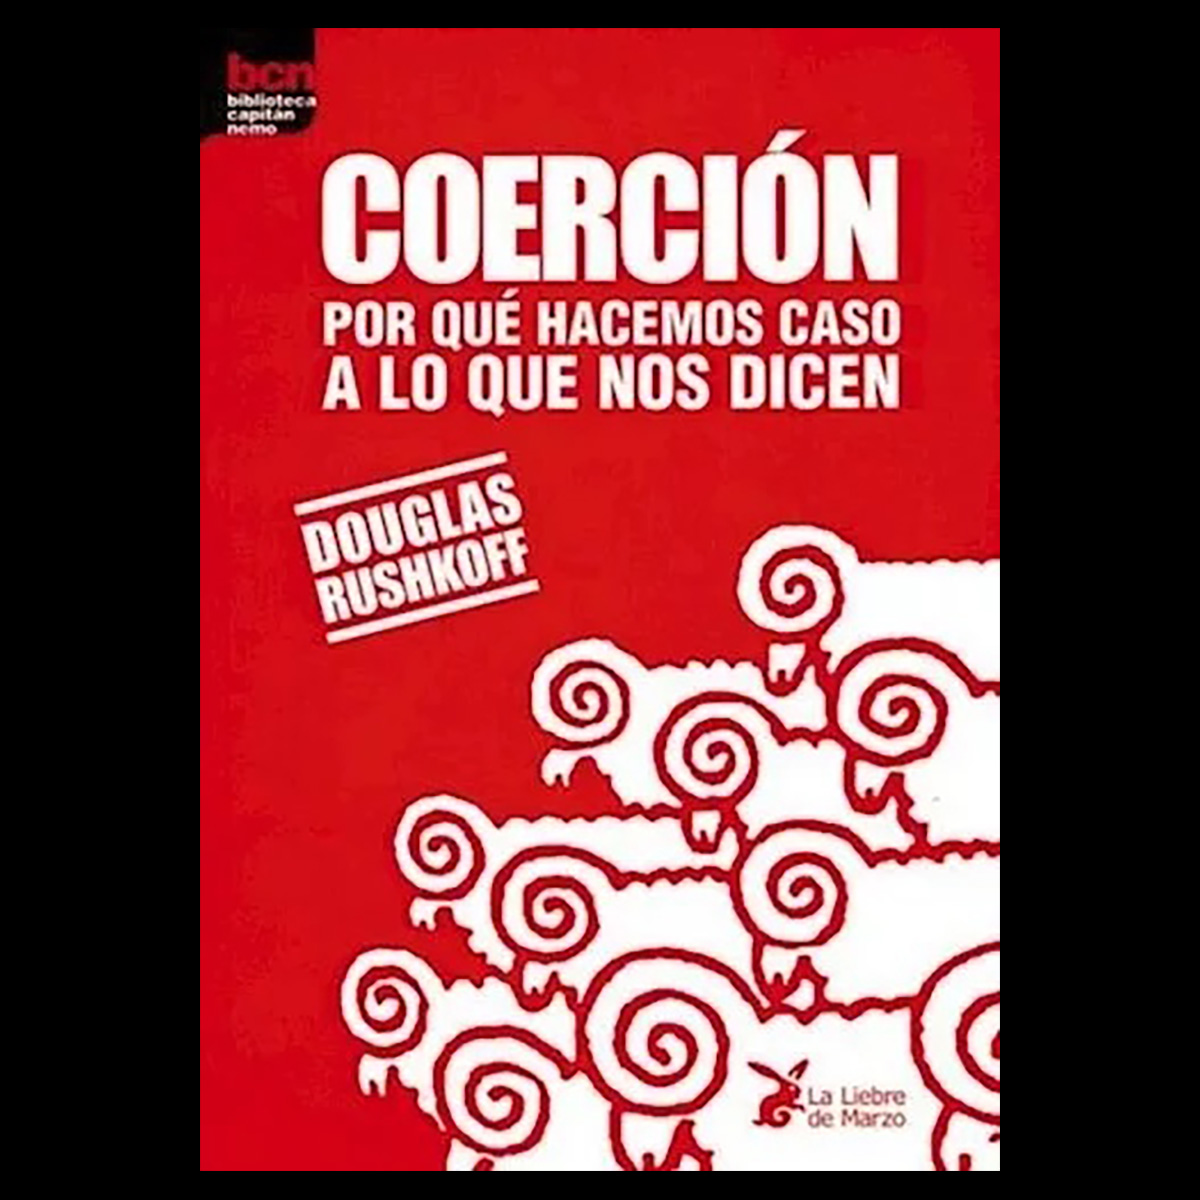 bcn
biblioteca
capitán
nemo
COERCIÓN
POR QUÉ HACEMOS CASO
A LO QUE NOS DICEN
DOUGLAS
RUSHKOFF
La Liebre
de Marzo